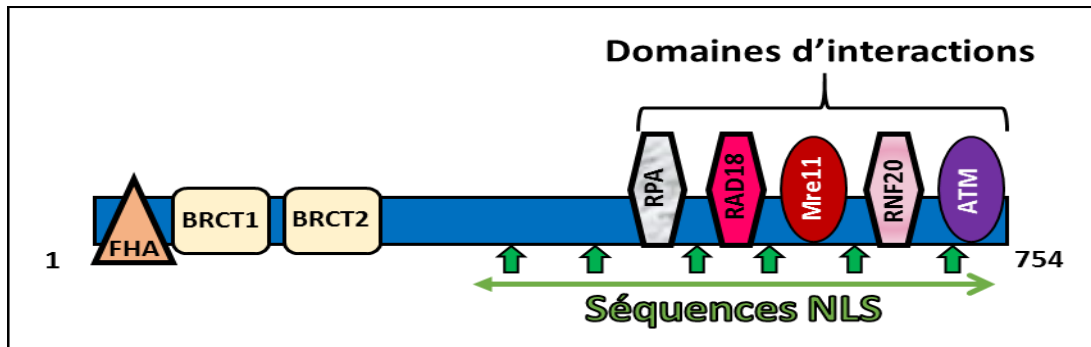 Domaines d'interactions
RPA
RAD18
Mre11
RNF20
ATM
FHA
BRCT1
BRCT2
1
754
Séquences NLS